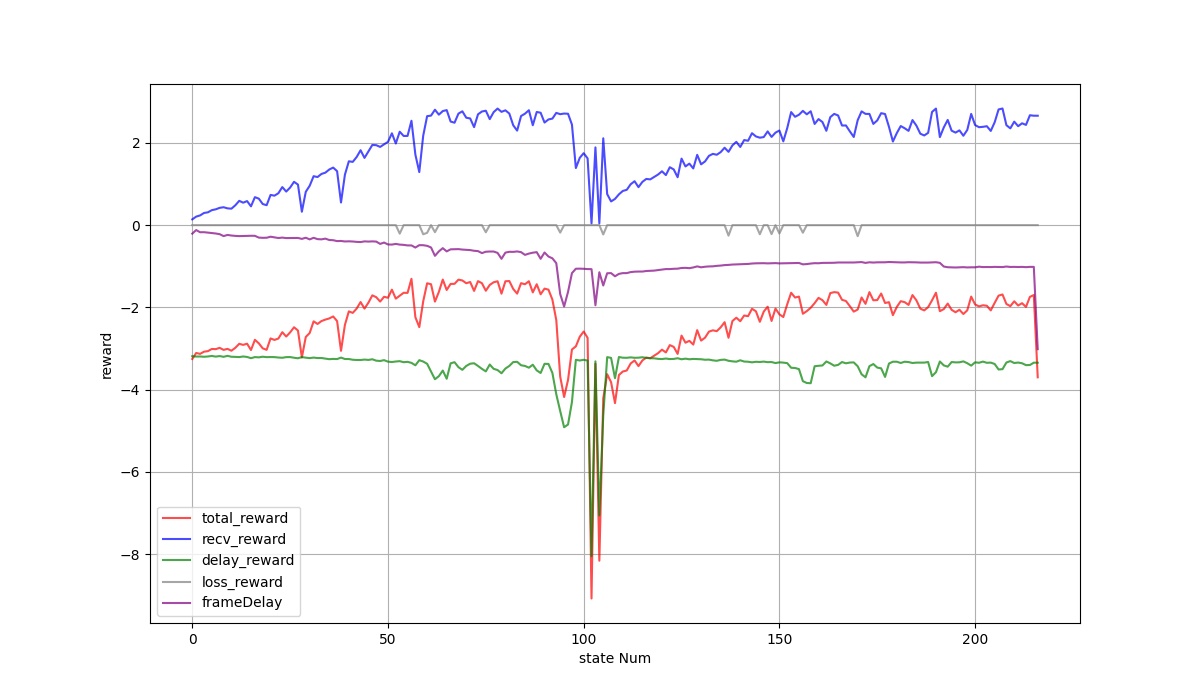 2
0
−2
−4
−6
−8
reward
total_reward
recv_reward
delay_reward
loss_reward
frameDelay
0 50 100 150 200
state Num